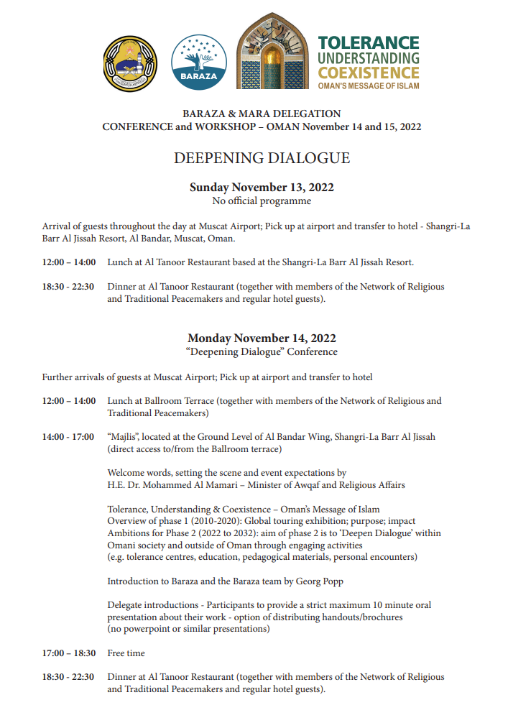 BARAZA
TOLERANCE
UNDERSTANDING
COEXISTENCE
OMAN'S MESSAGE OF ISLAM
BARAZA & MARA DELEGATION
CONFERENCE and WORKSHOP – OMAN November 14 and 15, 2022
DEEPENING DIALOGUE
Sunday November 13, 2022
No official programme
Arrival of guests throughout the day at Muscat Airport; Pick up at airport and transfer to hotel - Shangri-La
Barr Al Jissah Resort, Al Bandar, Muscat, Oman.
12:00 – 14:00 Lunch at Al Tanoor Restaurant based at the Shangri-La Barr Al Jissah Resort.
18:30 - 22:30 Dinner at Al Tanoor Restaurant (together with members of the Network of Religious
and Traditional Peacemakers and regular hotel guests).
Monday November 14, 2022
“Deepening Dialogue” Conference
Further arrivals of guests at Muscat Airport; Pick up at airport and transfer to hotel
12:00 – 14:00 Lunch at Ballroom Terrace (together with members of the Network of Religious and
Traditional Peacemakers)
14:00 - 17:00 “Majlis”, located at the Ground Level of Al Bandar Wing, Shangri-La Barr Al Jissah
(direct access to/from the Ballroom terrace)
Welcome words, setting the scene and event expectations by
H.E. Dr. Mohammed Al Mamari – Minister of Awqaf and Religious Affairs
Tolerance, Understanding & Coexistence – Oman's Message of Islam
Overview of phase 1 (2010-2020): Global touring exhibition; purpose; impact
Ambitions for Phase 2 (2022 to 2032): aim of phase 2 is to 'Deepen Dialogue' within
Omani society and outside of Oman through engaging activities
(e.g. tolerance centres, education, pedagogical materials, personal encounters)
Introduction to Baraza and the Baraza team by Georg Popp
Delegate introductions - Participants to provide a strict maximum 10 minute oral
presentation about their work - option of distributing handouts/brochures
(no powerpoint or similar presentations)
17:00 – 18:30 Free time
18:30 - 22:30 Dinner at Al Tanoor Restaurant (together with members of the Network of Religious
and Traditional Peacemakers and regular hotel guests).